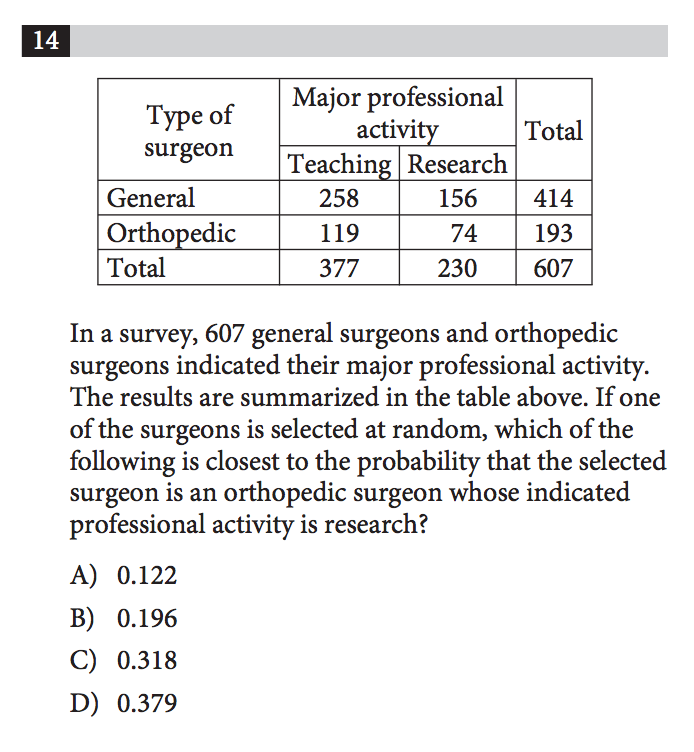 14
Type of surgeon
Major professional activity
Total
Teaching Research
General 258 156 414
Orthopedic 119 74 193
Total 377 230 607
In a survey, 607 general surgeons and orthopedic
surgeons indicated their major professional activity.
The results are summarized in the table above. If one
of the surgeons is selected at random, which of the
following is closest to the probability that the selected
surgeon is an orthopedic surgeon whose indicated
professional activity is research?
A) 0.122
B) 0.196
C) 0.318
D) 0.379